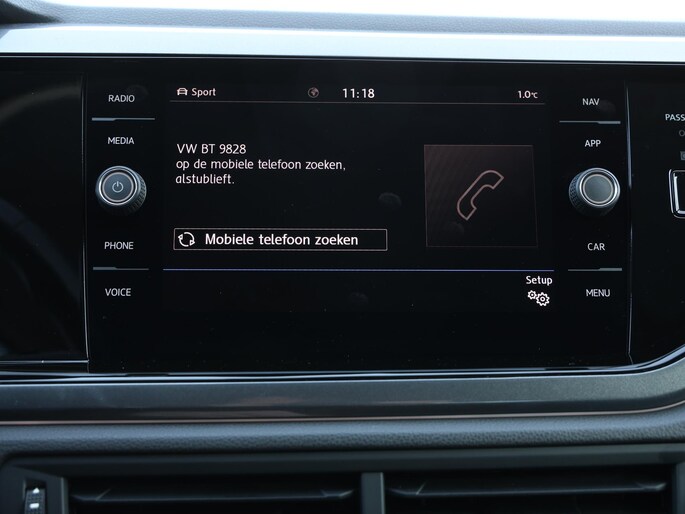 RADIO
MEDIA
PHONE
VOICE
Sport
11:18
1.0°C
VW BT 9828
op de mobiele telefoon zoeken,
alstublieft.
Mobiele telefoon zoeken
Setup
NAV
APP
CAR
MENU
PASS